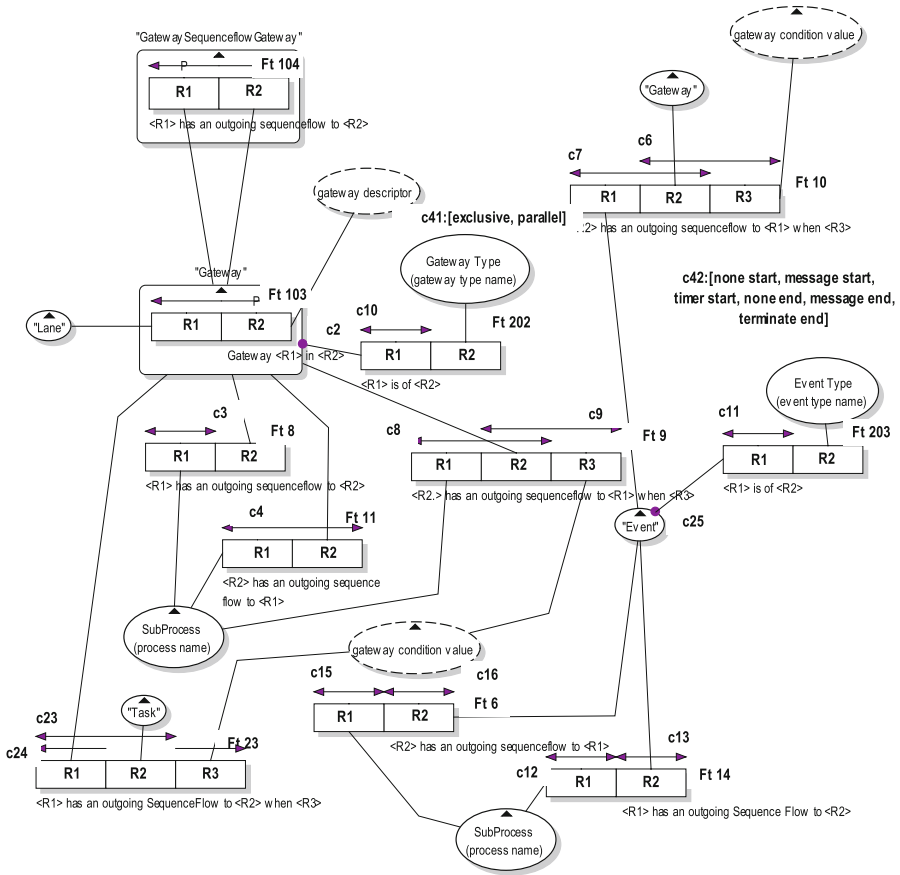 "GatewaySequenceflowGateway"
P
Ft 104
R1 R2
<R1> has an outgoing sequenceflow to <R2>
gateway condition value
"Gateway"
c6
c7
Ft 10
R1 R2 R3
2> has an outgoing sequenceflow to <R1> when <R3>
gateway descriptor
c41:[exclusive, parallel]
Gateway Type
(gateway type name)
c42:[none start, message start,
timer start, none end, message end,
terminate end]
"Gateway"
P
Ft 103
R1 R2
Gateway <R1> in <R2>
"Lane"
c2
c10
Ft 202
R1 R2
<R1> is of <R2>
Event Type
(event type name)
c3
Ft 8
R1 R2
<R1> has an outgoing sequenceflow to <R2>
c8
c9
Ft 9
R1 R2 R3
<R2.> has an outgoing sequenceflow to <R1> when <R3>
c11
Ft 203
R1 R2
<R1> is of <R2>
c25
"Event"
c4
Ft 11
R1 R2
<R2> has an outgoing sequence
flow to <R1>
SubProcess
(process name)
gateway condition value
c15
c16
Ft 6
R1 R2
<R2> has an outgoing sequenceflow to <R1>
"Task"
c23
c24
Ft 23
R1 R2 R3
<R1> has an outgoing SequenceFlow to <R2> when <R3>
c13
c12
Ft 14
R1 R2
<R1> has an outgoing Sequence Flow to <R2>
SubProcess
(process name)